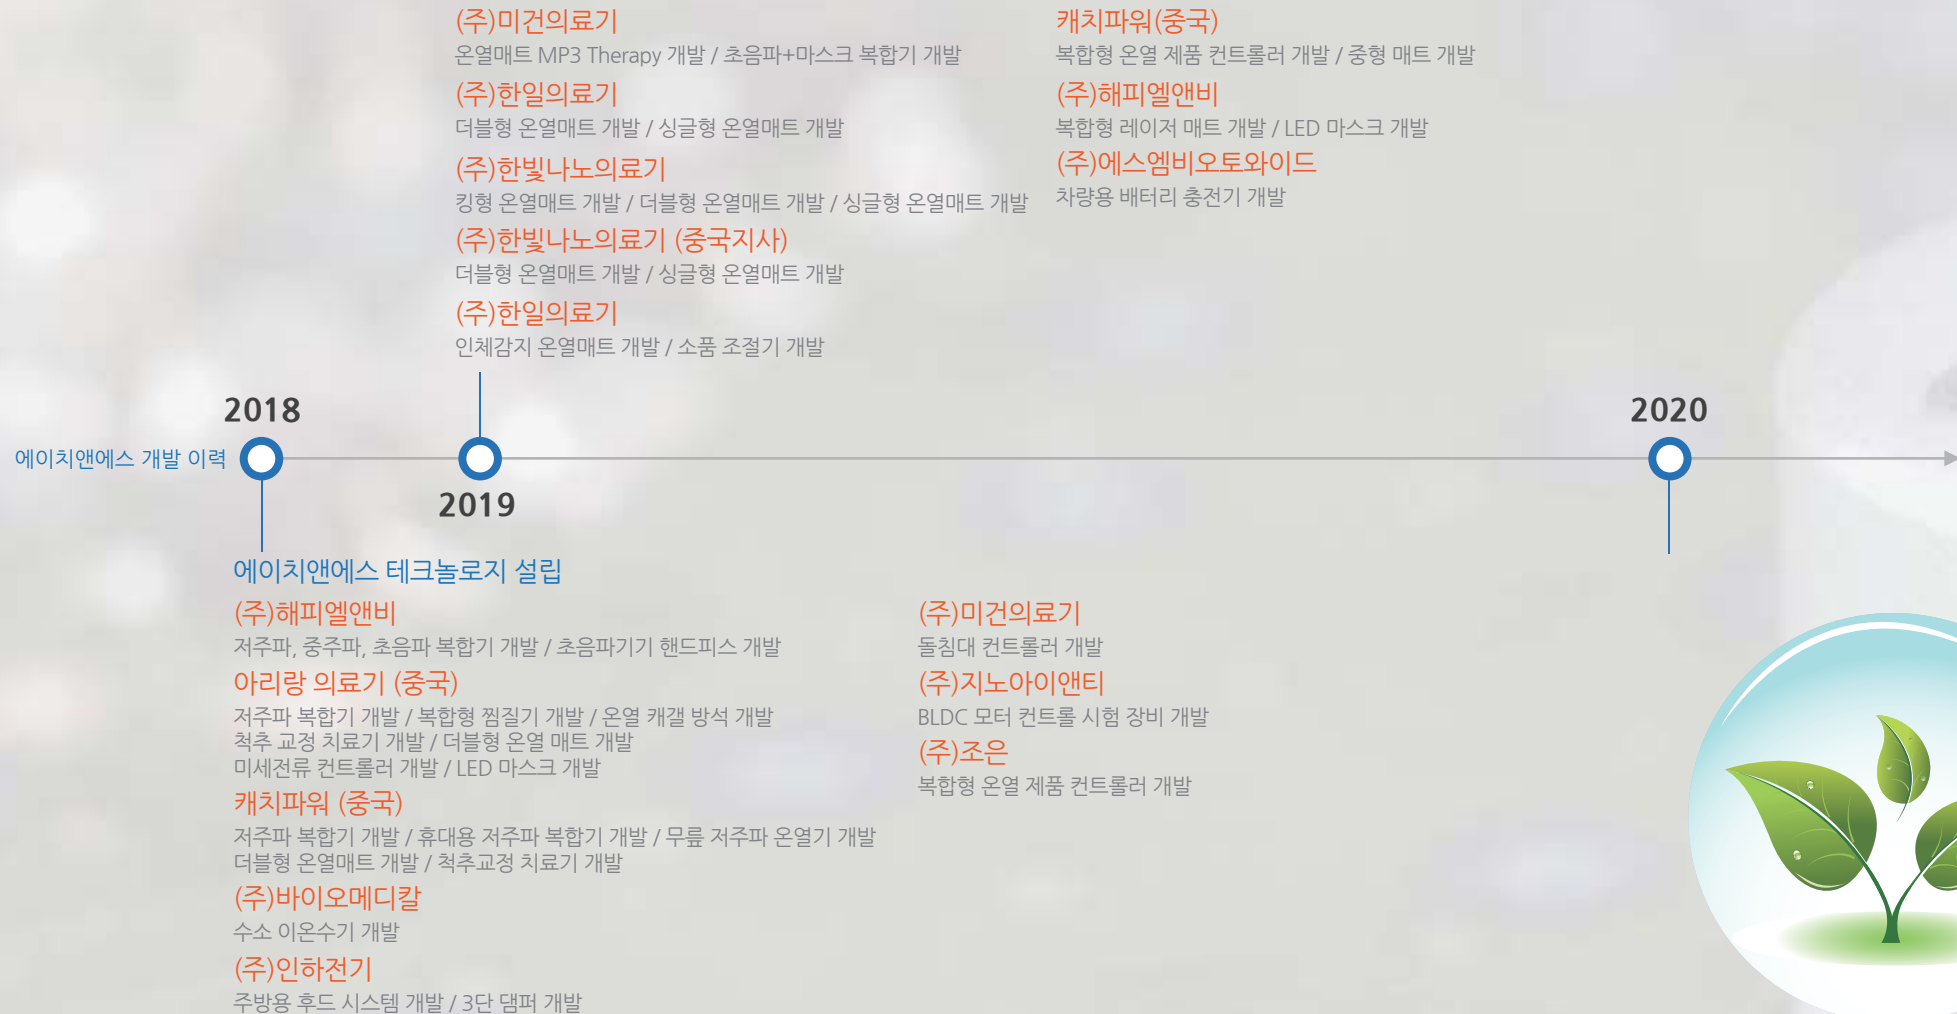 (주)미건의료기
온열매트 MP3 Therapy 개발 / 초음파+마스크 복합기 개발
(주)한일의료기
더블형 온열매트 개발 / 싱글형 온열매트 개발
(주)한빛나노의료기
킹형 온열매트 개발 / 더블형 온열매트 개발 / 싱글형 온열매트 개발
(주)한빛나노의료기 (중국지사)
더블형 온열매트 개발 / 싱글형 온열매트 개발
(주)한일의료기
인체감지 온열매트 개발 / 소품 조절기 개발
캐치파워(중국)
복합형 온열 제품 컨트롤러 개발 / 중형 매트 개발
(주)해피엘앤비
복합형 레이저 매트 개발 / LED 마스크 개발
(주)에스엠비오토와이드
차량용 배터리 충전기 개발
2018
2020
에이치앤에스 개발 이력
2019
에이치앤에스 테크놀로지 설립
(주)해피엘앤비
저주파, 중주파, 초음파 복합기 개발 / 초음파기기 핸드피스 개발
아리랑 의료기 (중국)
저주파 복합기 개발 / 복합형 찜질기 개발 / 온열 캐갤 방석 개발
척추 교정 치료기 개발 / 더블형 온열 매트 개발
미세전류 컨트롤러 개발 / LED 마스크 개발
캐치파워 (중국)
저주파 복합기 개발 / 휴대용 저주파 복합기 개발 / 무릎 저주파 온열기 개발
더블형 온열매트 개발 / 척추교정 치료기 개발
(주)바이오메디칼
수소 이온수기 개발
(주)인하전기
주방용 후드 시스템 개발 / 3단 댐퍼 개발
(주)미건의료기
돌침대 컨트롤러 개발
(주)지노아이앤티
BLDC 모터 컨트롤 시험 장비 개발
(주)조은
복합형 온열 제품 컨트롤러 개발